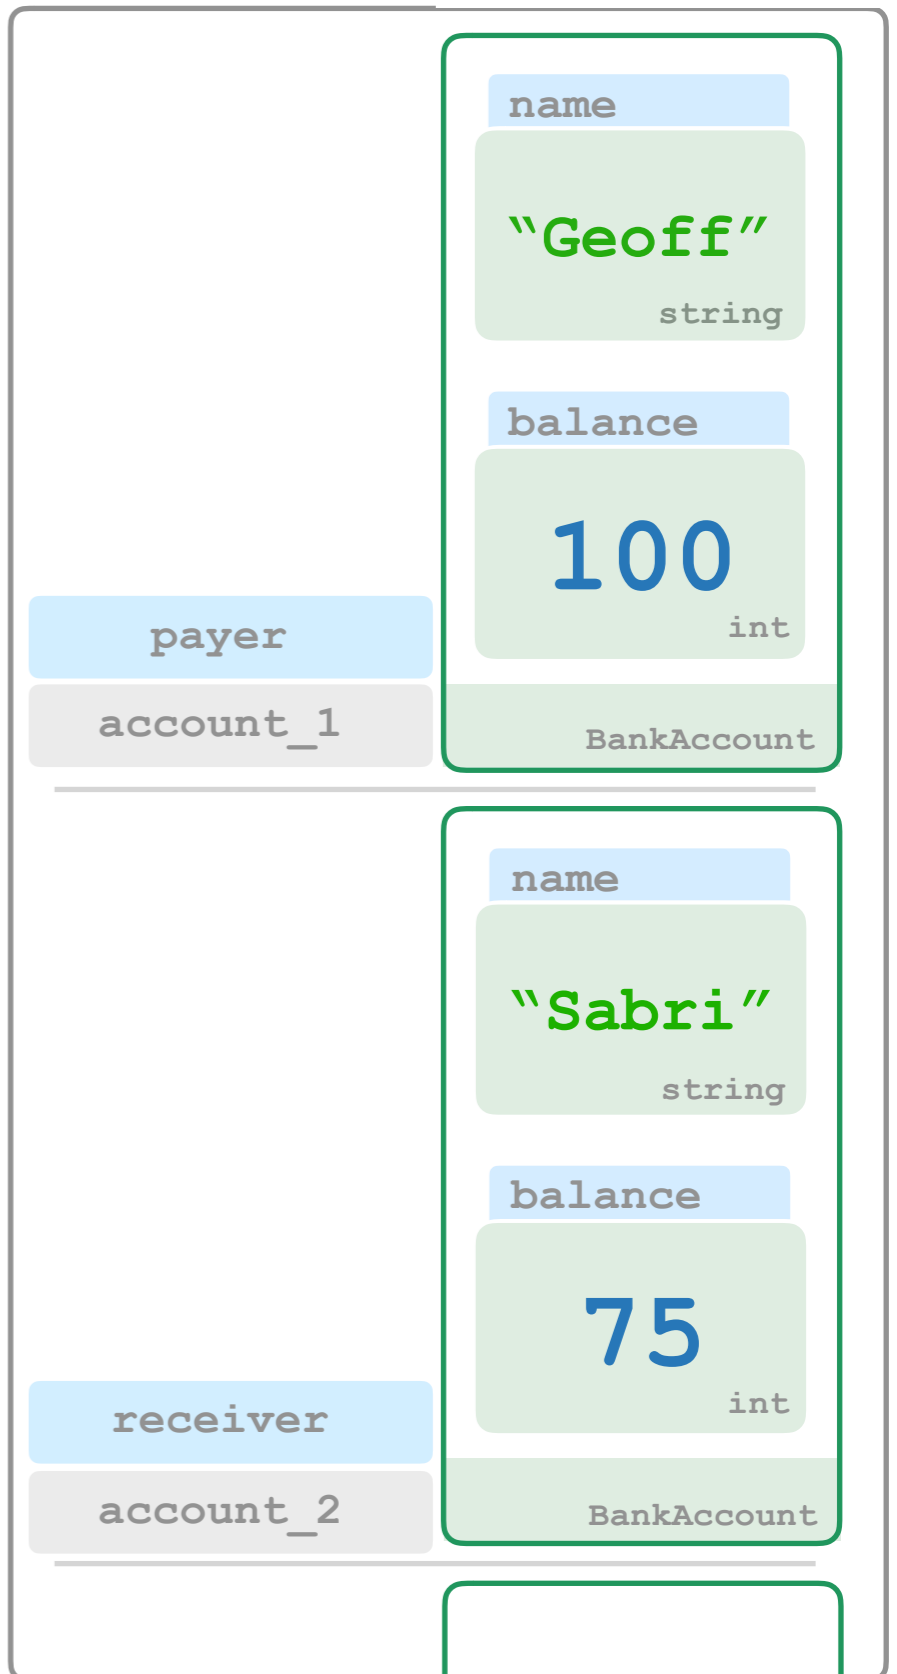 name
“Geoff”
string
balance
100
int
payer
account_1
BankAccount
name
“Sabri”
string
balance
75
int
receiver
account_2
BankAccount